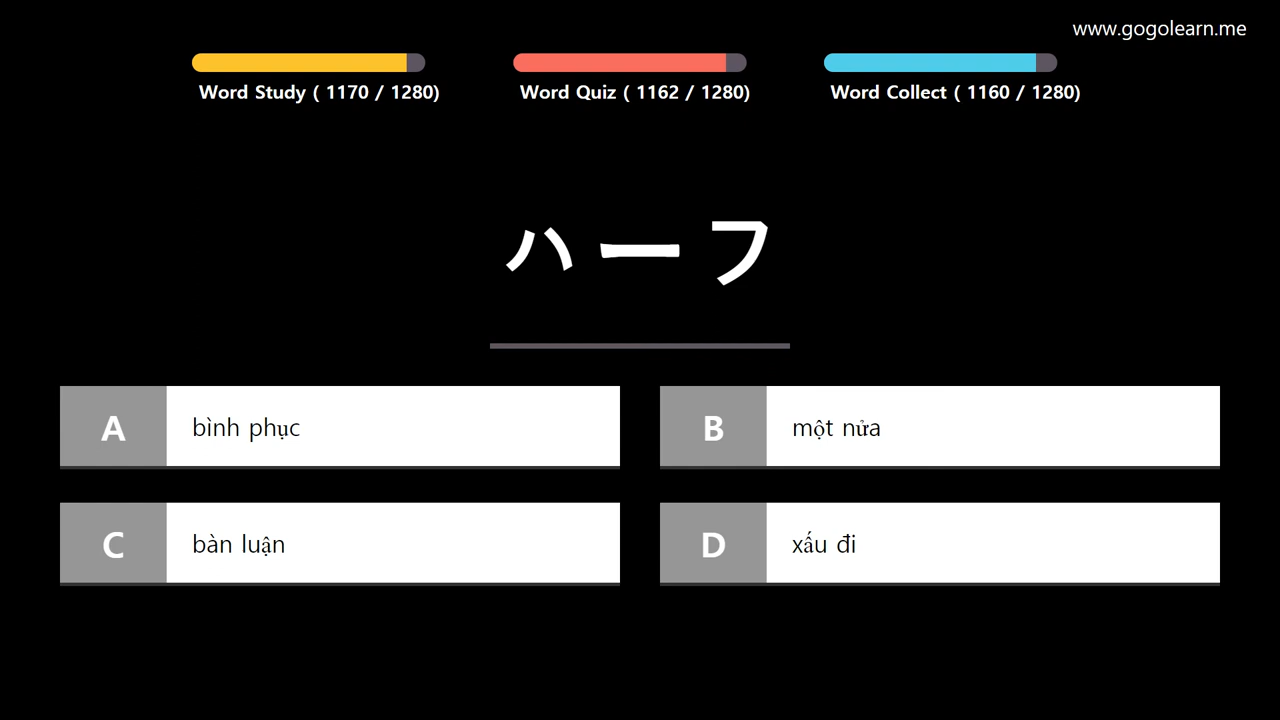 www.gogolearn.me
Word Study ( 1170 / 1280)
Word Quiz ( 1162 / 1280)
Word Collect ( 1160 / 1280)
ハーフ
A bình phục
B một nửa
C bàn luận
D xấu đi